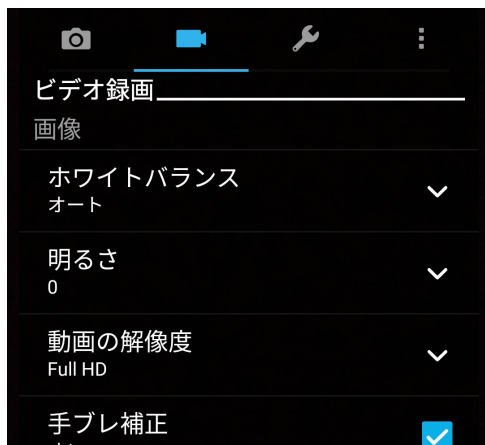 ビデオ録画
画像
ホワイトバランス
オート
明るさ
0
動画の解像度
Full HD
手ブレ補正